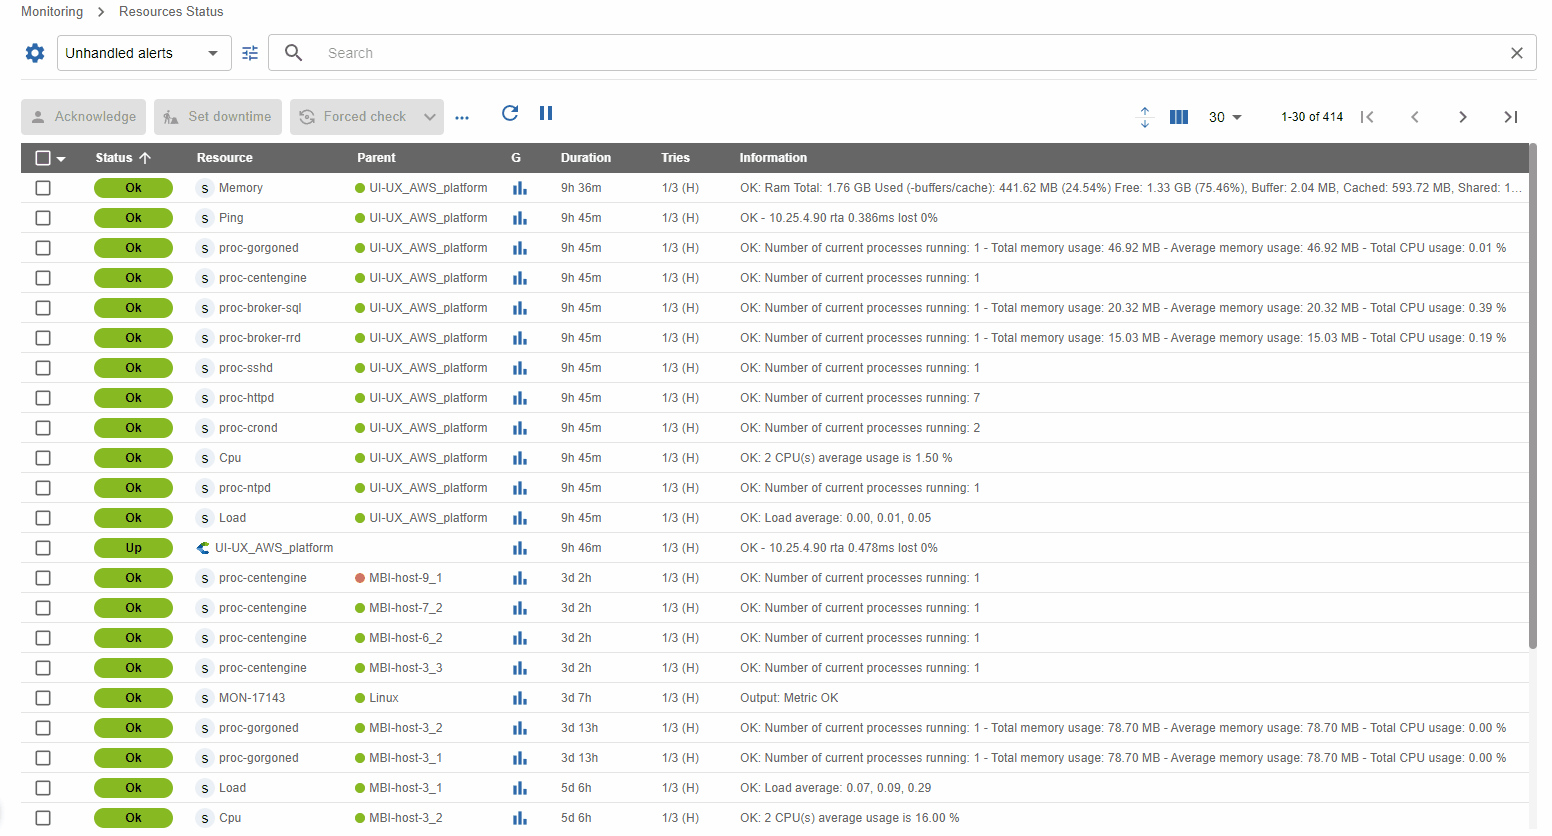 Monitoring > Resources Status
Unhandled alerts Search
Acknowledge Set downtime Forced check ... 30 1-30 of 414
Status Resource Parent G Duration Tries Information
Ok S Memory UI-UX_AWS_platform 9h 36m 1/3 (H) OK: Ram Total: 1.76 GB Used (-buffers/cache): 441.62 MB (24.54%) Free: 1.33 GB (75.46%), Buffer: 2.04 MB, Cached: 593.72 MB, Shared: 1...
Ok S Ping UI-UX_AWS_platform 9h 45m 1/3 (H) OK - 10.25.4.90 rta 0.386ms lost 0%
Ok S proc-gorgoned UI-UX_AWS_platform 9h 45m 1/3 (H) OK: Number of current processes running: 1 - Total memory usage: 46.92 MB - Average memory usage: 46.92 MB - Total CPU usage: 0.01 %
Ok S proc-centengine UI-UX_AWS_platform 9h 45m 1/3 (H) OK: Number of current processes running: 1
Ok S proc-broker-sql UI-UX_AWS_platform 9h 45m 1/3 (H) OK: Number of current processes running: 1 - Total memory usage: 20.32 MB - Average memory usage: 20.32 MB - Total CPU usage: 0.39 %
Ok S proc-broker-rrd UI-UX_AWS_platform 9h 45m 1/3 (H) OK: Number of current processes running: 1 - Total memory usage: 15.03 MB - Average memory usage: 15.03 MB - Total CPU usage: 0.19 %
Ok S proc-sshd UI-UX_AWS_platform 9h 45m 1/3 (H) OK: Number of current processes running: 1
Ok S proc-httpd UI-UX_AWS_platform 9h 45m 1/3 (H) OK: Number of current processes running: 7
Ok S proc-crond UI-UX_AWS_platform 9h 45m 1/3 (H) OK: Number of current processes running: 2
Ok S Cpu UI-UX_AWS_platform 9h 45m 1/3 (H) OK: 2 CPU(s) average usage is 1.50 %
Ok S proc-ntpd UI-UX_AWS_platform 9h 45m 1/3 (H) OK: Number of current processes running: 1
Ok S Load UI-UX_AWS_platform 9h 45m 1/3 (H) OK: Load average: 0.00, 0.01, 0.05
Up UI-UX_AWS_platform 9h 46m 1/3 (H) OK - 10.25.4.90 rta 0.478ms lost 0%
Ok S proc-centengine MBI-host-9_1 3d 2h 1/3 (H) OK: Number of current processes running: 1
Ok S proc-centengine MBI-host-7_2 3d 2h 1/3 (H) OK: Number of current processes running: 1
Ok S proc-centengine MBI-host-6_2 3d 2h 1/3 (H) OK: Number of current processes running: 1
Ok S proc-centengine MBI-host-3_3 3d 2h 1/3 (H) OK: Number of current processes running: 1
Ok S MON-17143 Linux 3d 7h 1/3 (H) Output: Metric OK
Ok S proc-gorgoned MBI-host-3_2 3d 13h 1/3 (H) OK: Number of current processes running: 1 - Total memory usage: 78.70 MB - Average memory usage: 78.70 MB - Total CPU usage: 0.00 %
Ok S proc-gorgoned MBI-host-3_1 3d 13h 1/3 (H) OK: Number of current processes running: 1 - Total memory usage: 78.70 MB - Average memory usage: 78.70 MB - Total CPU usage: 0.00 %
Ok S Load MBI-host-3_1 5d 6h 1/3 (H) OK: Load average: 0.07, 0.09, 0.29
Ok S Cpu MBI-host-3_2 5d 6h 1/3 (H) OK: 2 CPU(s) average usage is 16.00 %